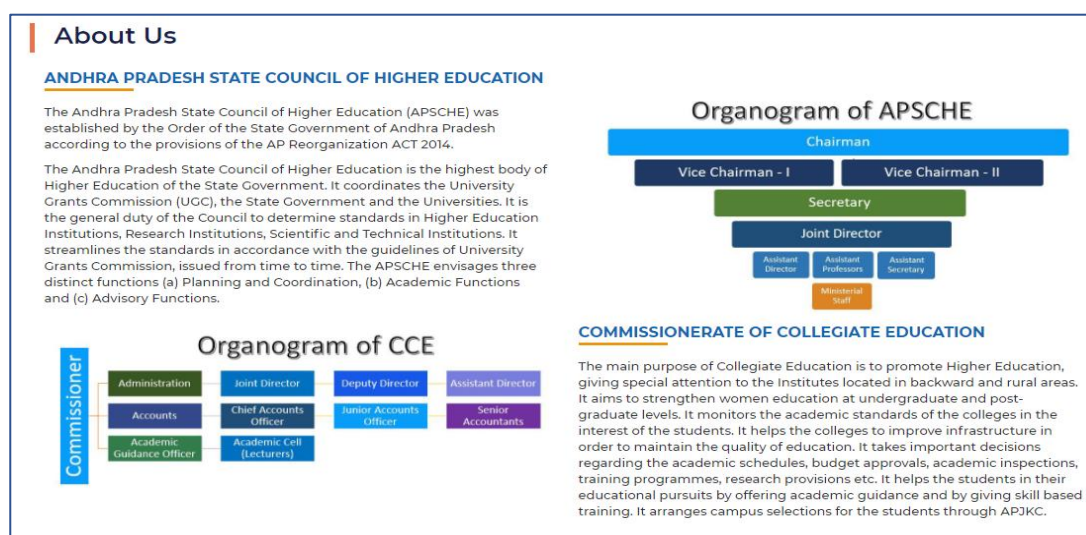 About Us
ANDHRA PRADESH STATE COUNCIL OF HIGHER EDUCATION
The Andhra Pradesh State Council of Higher Education (APSCHE) was
established by the Order of the State Government of Andhra Pradesh
according to the provisions of the AP Reorganization ACT 2014.
The Andhra Pradesh State Council of Higher Education is the highest body of
Higher Education of the State Government. It coordinates the University
Grants Commission (UGC), the State Government and the Universities. It is
the general duty of the Council to determine standards in Higher Education
Institutions, Research Institutions, Scientific and Technical Institutions. It
streamlines the standards in accordance with the guidelines of University
Grants Commission, issued from time to time. The APSCHE envisages three
distinct functions (a) Planning and Coordination, (b) Academic Functions
and (c) Advisory Functions.
Organogram of APSCHE
Chairman
Vice Chairman - I
Vice Chairman - II
Secretary
Joint Director
Assistant
Director
Assistant
Professors
Assistant
Secretary
Ministerial
Staff
Organogram of CCE
Commissioner
Administration
Joint Director
Deputy Director
Assistant Director
Accounts
Chief Accounts
Officer
Junior Accounts
Officer
Senior
Accountants
Academic
Guidance Officer
Academic Cell
(Lecturers)
COMMISSIONERATE OF COLLEGIATE EDUCATION
The main purpose of Collegiate Education is to promote Higher Education,
giving special attention to the Institutes located in backward and rural areas.
It aims to strengthen women education at undergraduate and post-
graduate levels. It monitors the academic standards of the colleges in the
interest of the students. It helps the colleges to improve infrastructure in
order to maintain the quality of education. It takes important decisions
regarding the academic schedules, budget approvals, academic inspections,
training programmes, research provisions etc. It helps the students in their
educational pursuits by offering academic guidance and by giving skill based
training. It arranges campus selections for the students through APJKC.